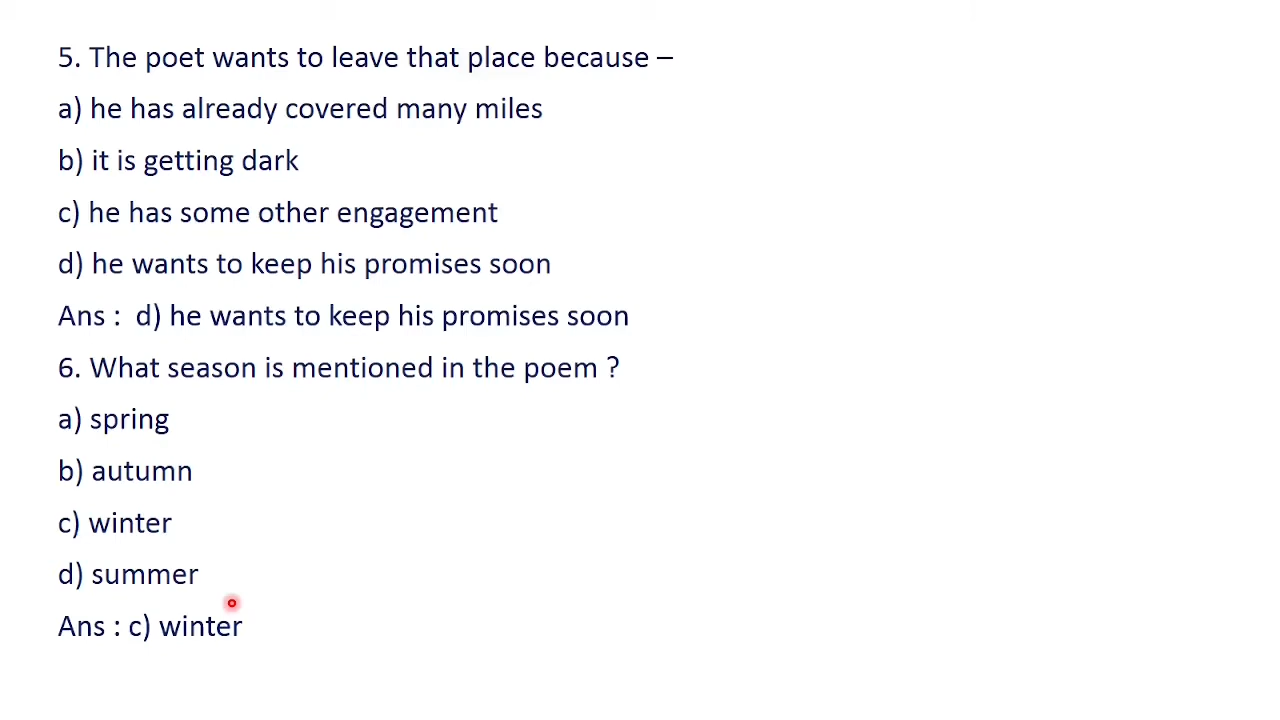 5. The poet wants to leave that place because –
a) he has already covered many miles
b) it is getting dark
c) he has some other engagement
d) he wants to keep his promises soon
Ans :  d) he wants to keep his promises soon
6. What season is mentioned in the poem ?
a) spring
b) autumn
c) winter
d) summer
Ans : c) winter